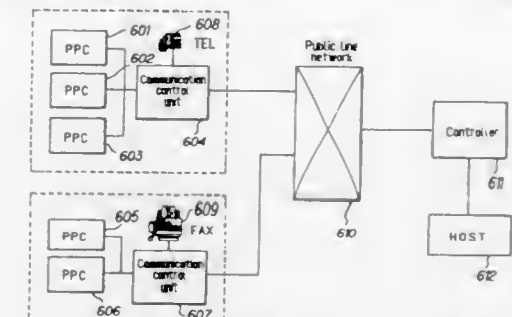 601
PPC
602
PPC
PPC
603
608
TEL
Communication
control
unit
604
605
PPC
PPC
606
609
FAX
Communication
control
unit
607
Public line
network
610
Controller
611
HOST
612